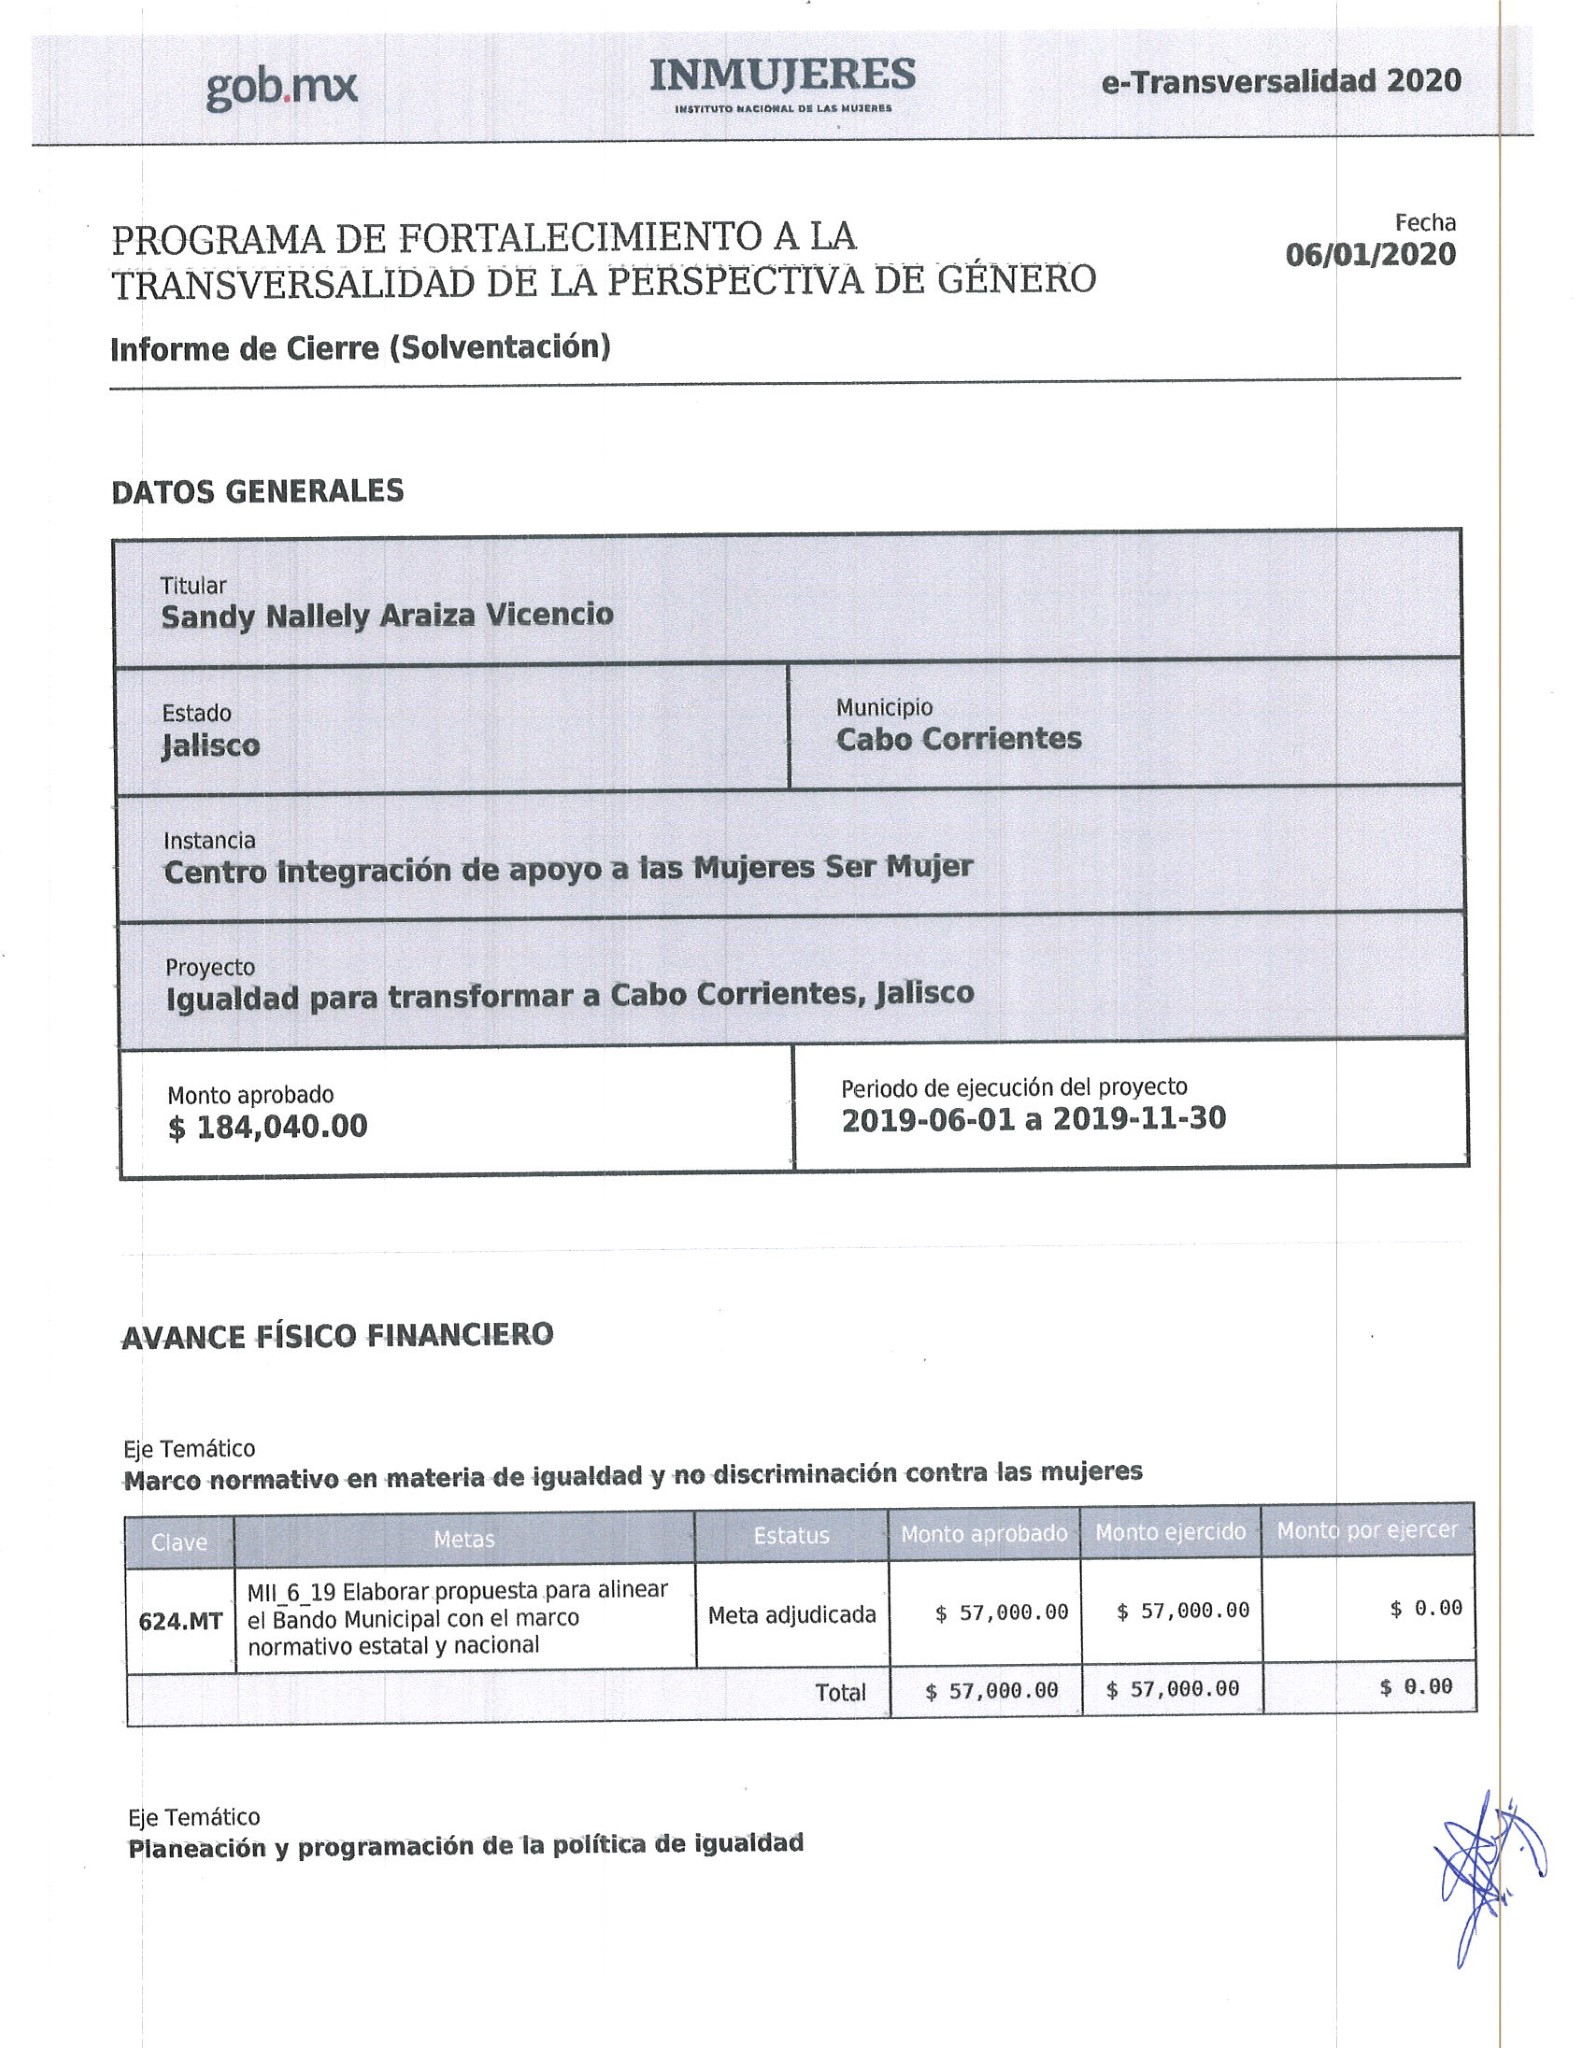 gob.mx
INMUJERES
INSTITUTO NACIONAL DE LAS MUJERES
e-Transversalidad 2020
PROGRAMA DE FORTALECIMIENTO A LA
TRANSVERSALIDAD DE LA PERSPECTIVA DE GÉNERO
Fecha
06/01/2020
Informe de Cierre (Solventación)
DATOS GENERALES
Titular
Sandy Nallely Araiza Vicencio
Estado
Jalisco
Municipio
Cabo Corrientes
Instancia
Centro Integración de apoyo a las Mujeres Ser Mujer
Proyecto
Igualdad para transformar a Cabo Corrientes, Jalisco
Monto aprobado
$ 184,040.00
Periodo de ejecución del proyecto
2019-06-01 a 2019-11-30
AVANCE FÍSICO FINANCIERO
Eje Temático
Marco normativo en materia de igualdad y no discriminación contra las mujeres
Clave Metas Estatus Monto aprobado Monto ejercido Monto por ejercer
MII_6_19 Elaborar propuesta para alinear
624.MT el Bando Municipal con el marco Meta adjudicada $ 57,000.00 $ 57,000.00 $ 0.00
normativo estatal y nacional
Total $ 57,000.00 $ 57,000.00 $ 0.00
Eje Temático
Planeación y programación de la política de igualdad